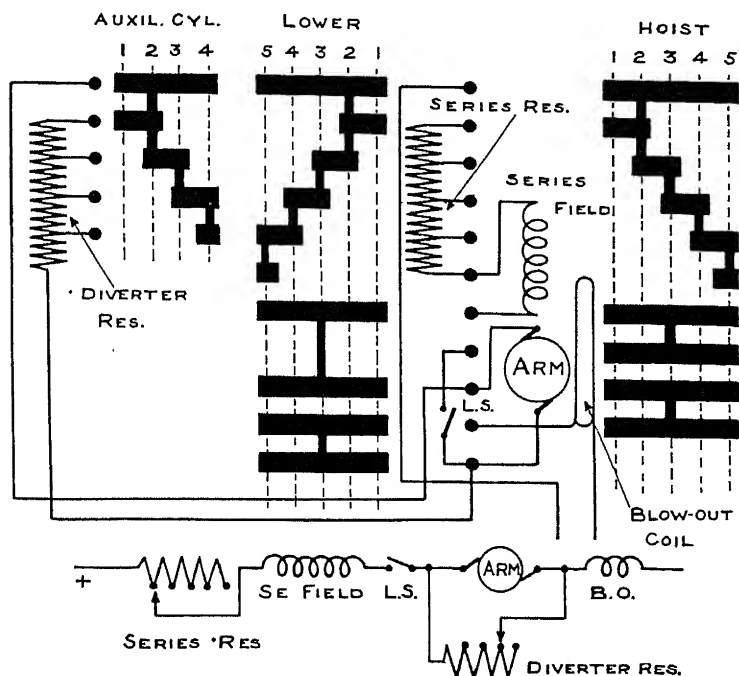 AUXIL. CYL.
LOWER
HOIST
1 2 3 4
5 4 3 2 1
1 2 3 4 5
SERIES RES.
SERIES
FIELD
DIVERTER
RES.
ARM
L.S.
BLOW-OUT
COIL
+
SE FIELD
L.S.
ARM
B.O.
SERIES RES
DIVERTER RES.